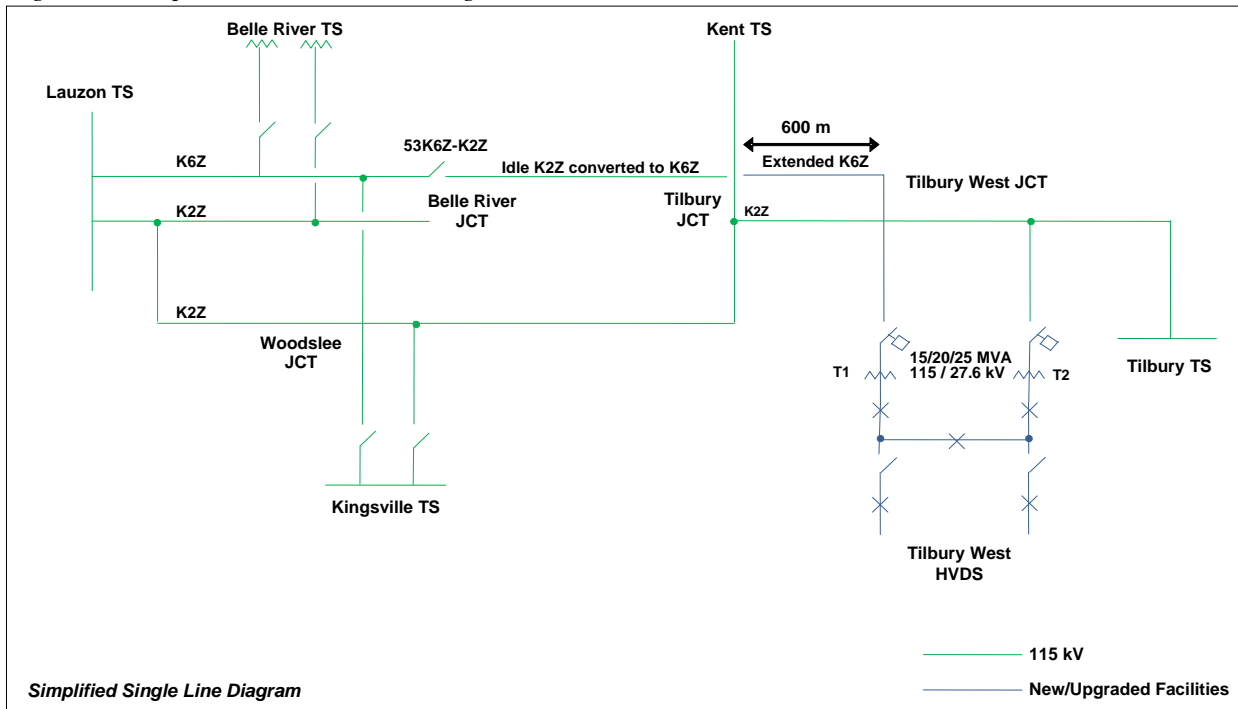 Belle River TS
Kent TS
Lauzon TS
600 m
53K6Z-K2Z
K6Z
Idle K2Z converted to K6Z
Extended K6Z
Tilbury West JCT
K2Z
Belle River
JCT
Tilbury
JCT
K2Z
K2Z
Woodslee
JCT
15/20/25 MVA
115 / 27.6 kV
T1
T2
Tilbury TS
Kingsville TS
Tilbury West
HVDS
115 kV
New/Upgraded Facilities
Simplified Single Line Diagram